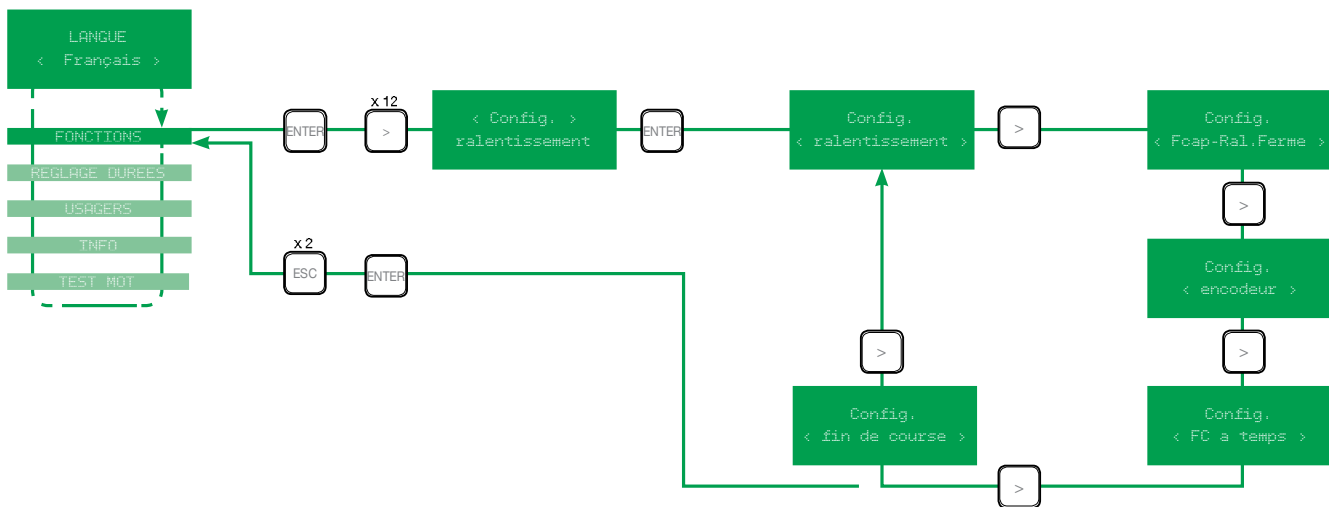 LANGUE
< Français >
FONCTIONS
REGLAGE DUREES
USAGERS
INFO
TEST MOT
ENTER
x 12
>
< Config. >
ralentissement
ENTER
Config.
< ralentissement >
>
Config.
< Fcap-Ral.Ferme >
>
Config.
< encodeur >
>
Config.
< FC a temps >
>
Config.
< fin de course >
>
x 2
ESC
ENTER